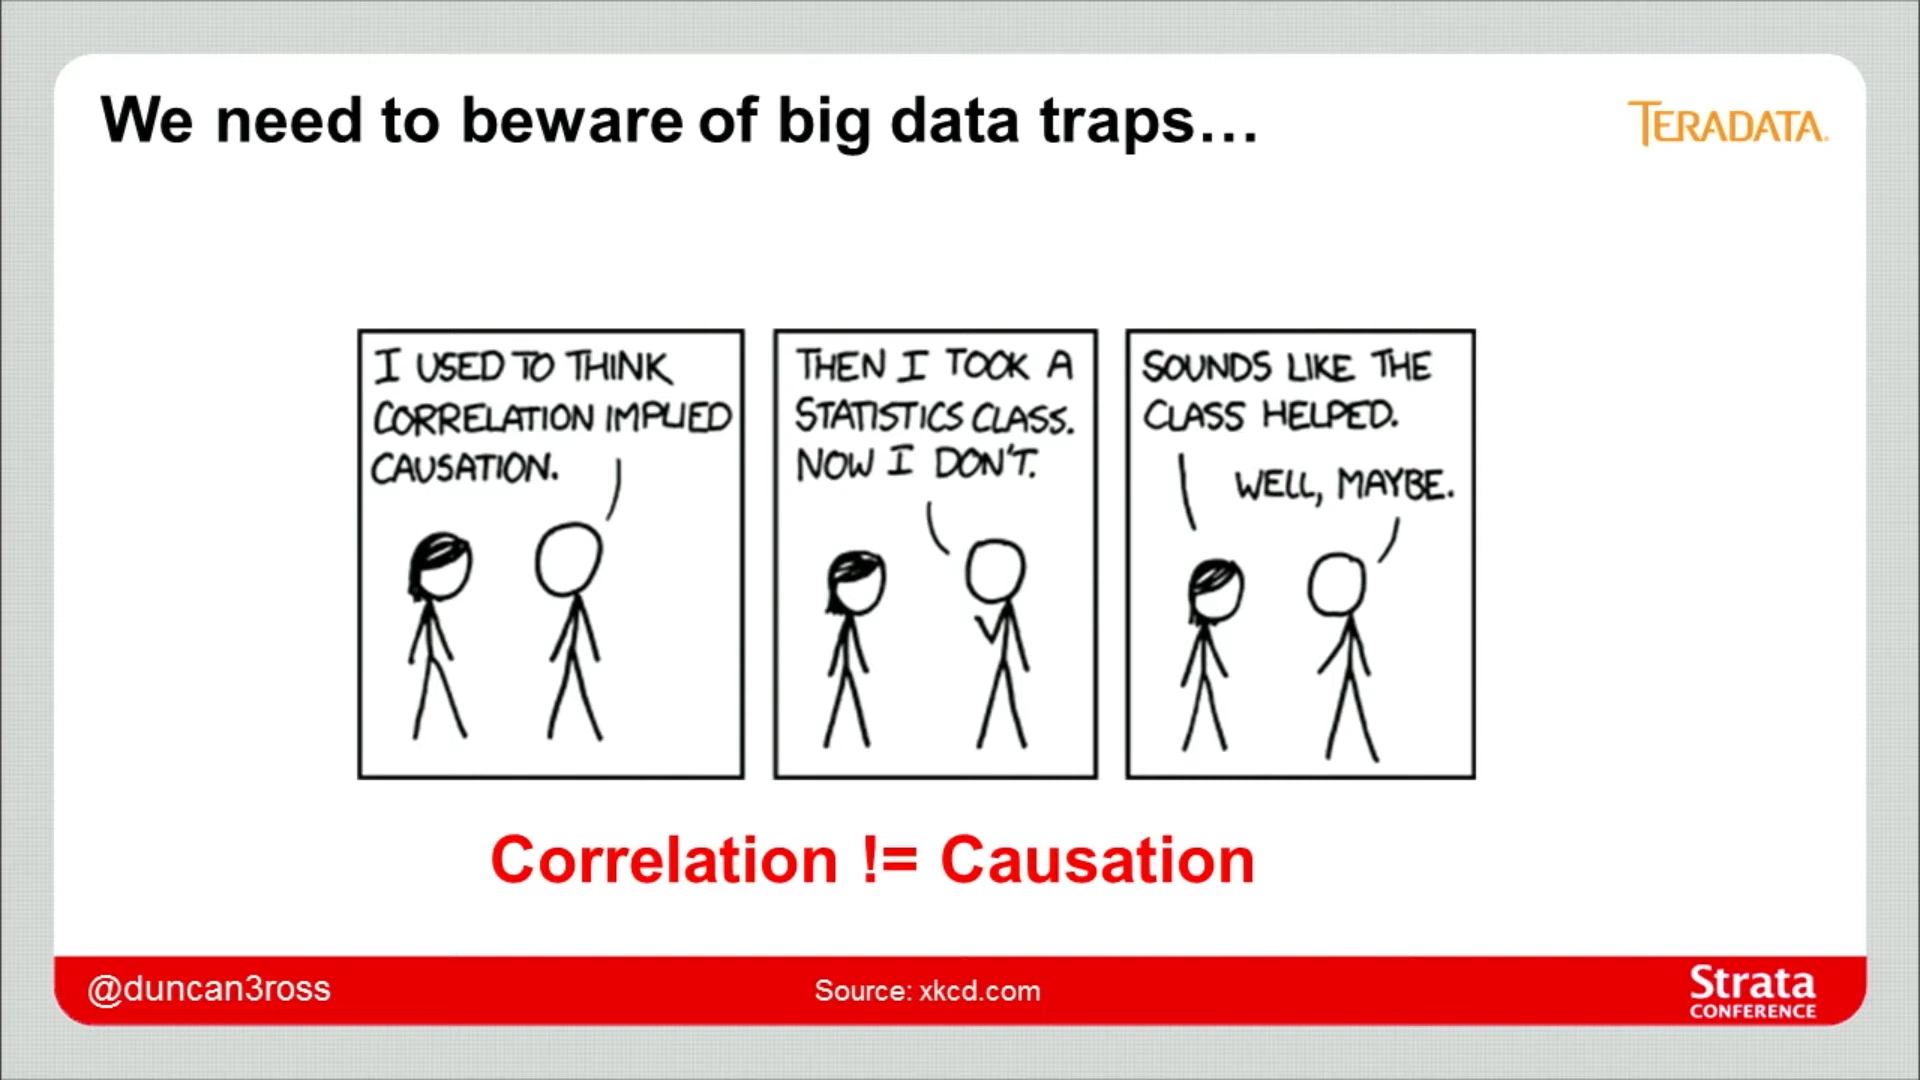 We need to beware of big data traps…
TERADATA.
I USED TO THINK
CORRELATION IMPLIED
CAUSATION.
THEN I TOOK A
STATISTICS CLASS.
NOW I DON'T.
SOUNDS LIKE THE
CLASS HELPED.
WELL, MAYBE.
Correlation != Causation
@duncan3ross
Source: xkcd.com
Strata
CONFERENCE